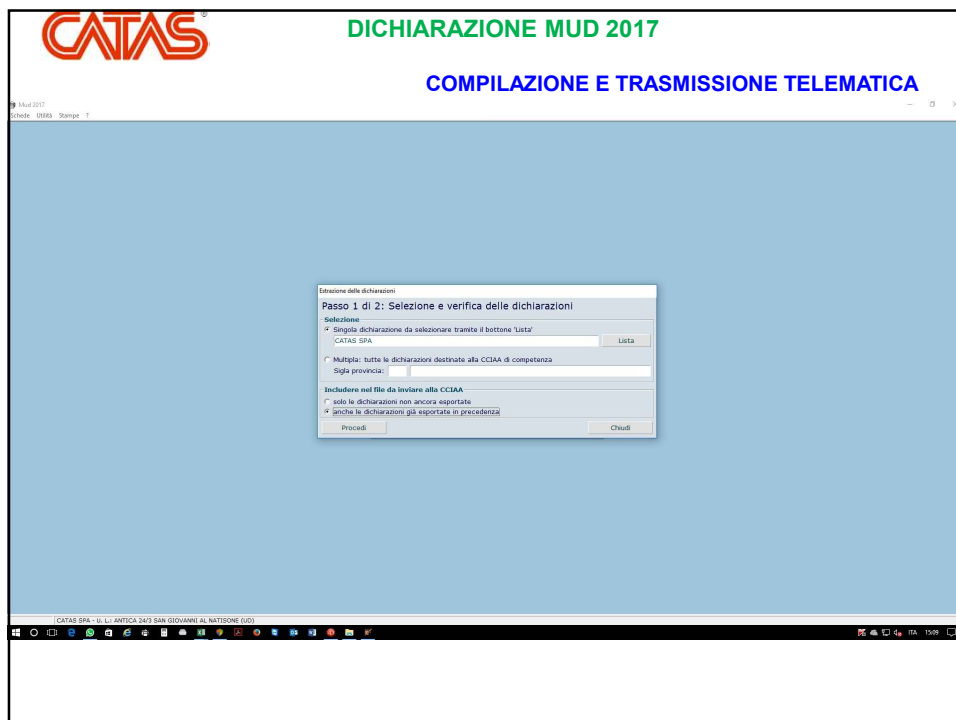 CATAS®
DICHIARAZIONE MUD 2017
COMPILAZIONE E TRASMISSIONE TELEMATICA
Mud 2017
Schede Utilità Stampe ?
Estrazione delle dichiarazioni
Passo 1 di 2: Selezione e verifica delle dichiarazioni
Selezione
Singola dichiarazione da selezionare tramite il bottone 'Lista'
CATAS SPA
Lista
Multipla: tutte le dichiarazioni destinate alla CCIAA di competenza
Sigla provincia:
Includere nel file da inviare alla CCIAA
solo le dichiarazioni non ancora esportate
anche le dichiarazioni già esportate in precedenza
Procedi
Chiudi
CATAS SPA - U. L.: ANTICA 24/3 SAN GIOVANNI AL NATISONE (UD)
ITA 15:09